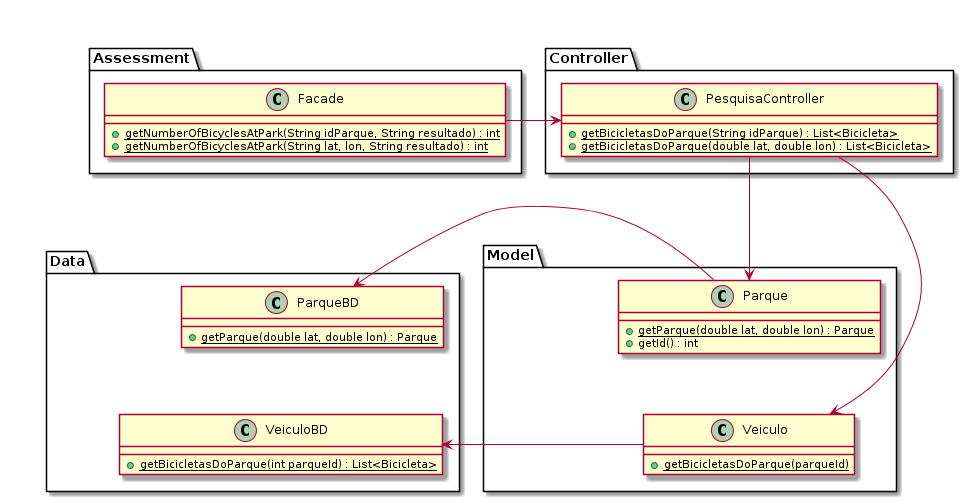 Assessment
C Facade
getNumberOfBicyclesAtPark(String idParque, String resultado) : int
getNumberOfBicyclesAtPark(String lat, lon, String resultado) : int
Controller
C PesquisaController
getBicicletasDoParque(String idParque) : List<Bicicleta>
getBicicletasDoParque(double lat, double lon) : List<Bicicleta>
Data
C ParqueBD
getParque(double lat, double lon) : Parque
C VeiculoBD
getBicicletasDoParque(int parqueId) : List<Bicicleta>
Model
C Parque
getParque(double lat, double lon) : Parque
getId() : int
C Veiculo
getBicicletasDoParque(parqueId)